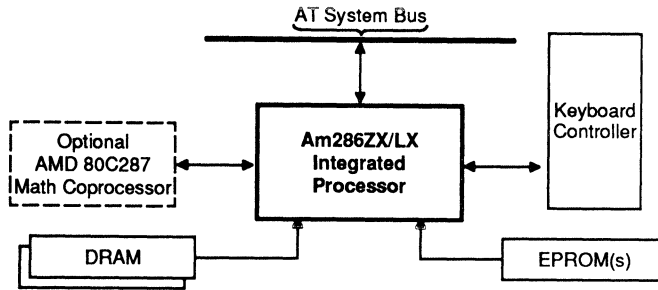 AT System Bus
Optional
AMD 80C287
Math Coprocessor
Am286ZX/LX
Integrated
Processor
Keyboard
Controller
DRAM
EPROM(s)